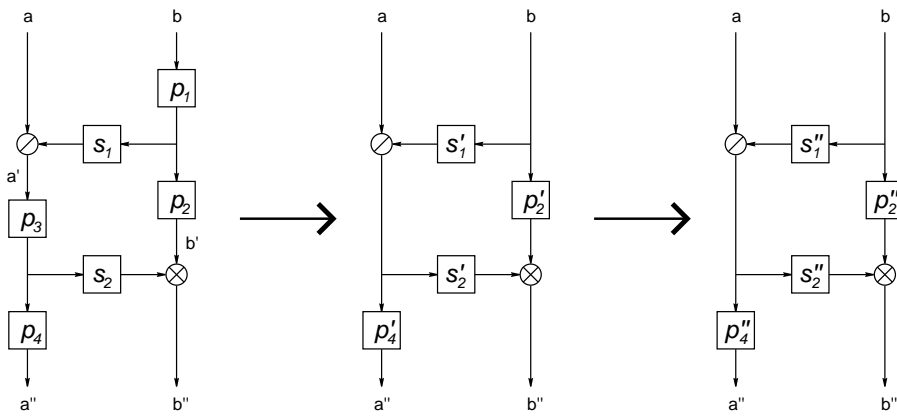 a b a b a b
p₁
s₁ s′₁ s″₁
a'
p₂ p′₂ p″₂
p₃
b'
s₂ s′₂ s″₂
p₄ p′₄ p″₄
a'' b'' a'' b'' a'' b''